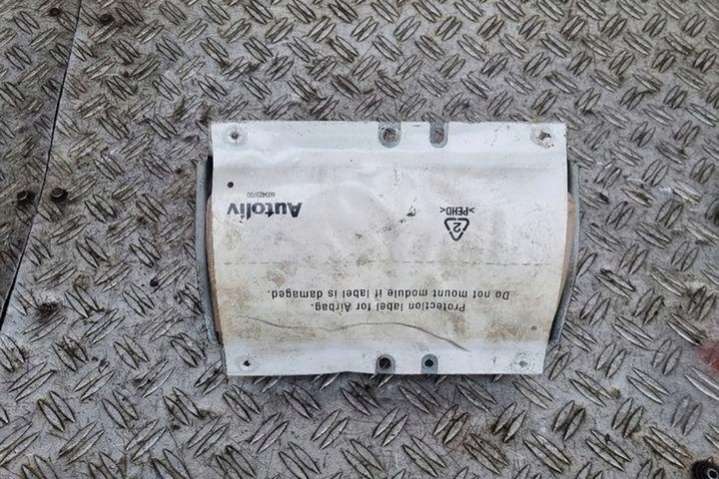 Protection label for Airbag.
Do not mount module if label is damaged.
2
>PEHD<
Autoliv